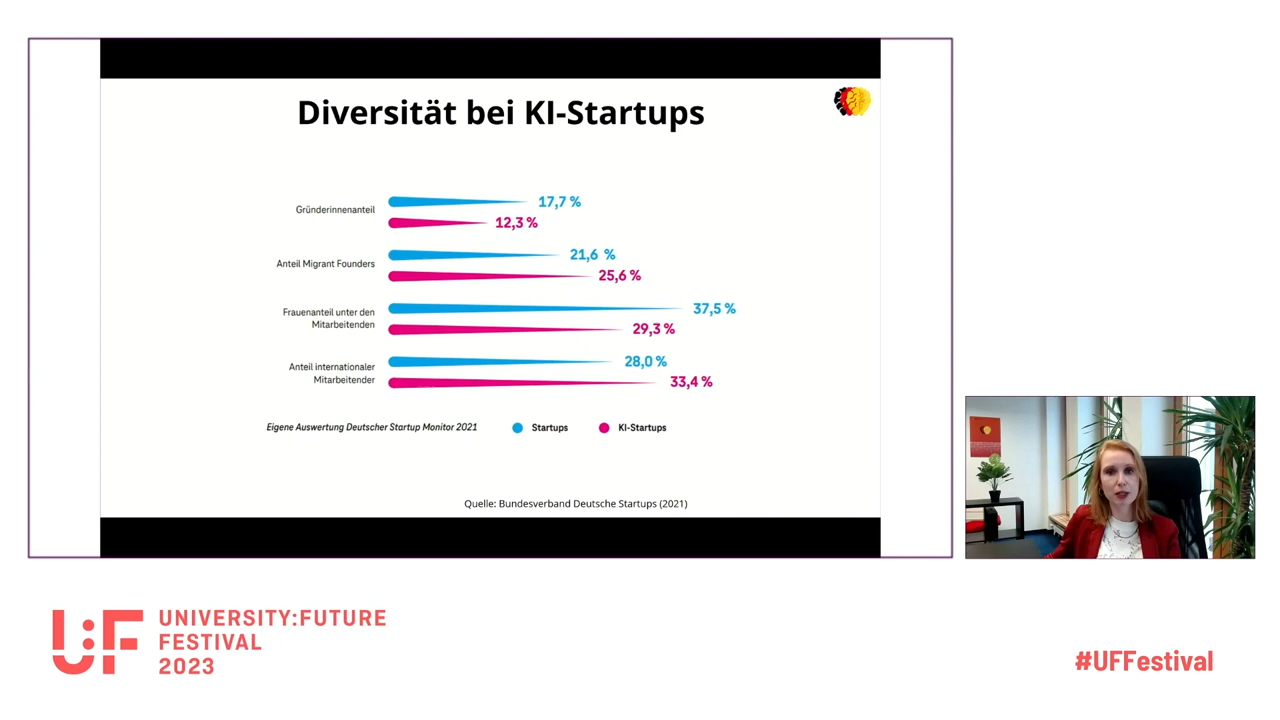 Diversität bei KI-Startups
Gründerinnenanteil
17,7 %
12,3 %
Anteil Migrant Founders
21,6 %
25,6 %
Frauenanteil unter den
Mitarbeitenden
37,5 %
29,3 %
Anteil internationaler
Mitarbeitender
28,0 %
33,4 %
Eigene Auswertung Deutscher Startup Monitor 2021
Startups
KI-Startups
Quelle: Bundesverband Deutsche Startups (2021)
U:F
UNIVERSITY:FUTURE
FESTIVAL
2023
#UFFestival